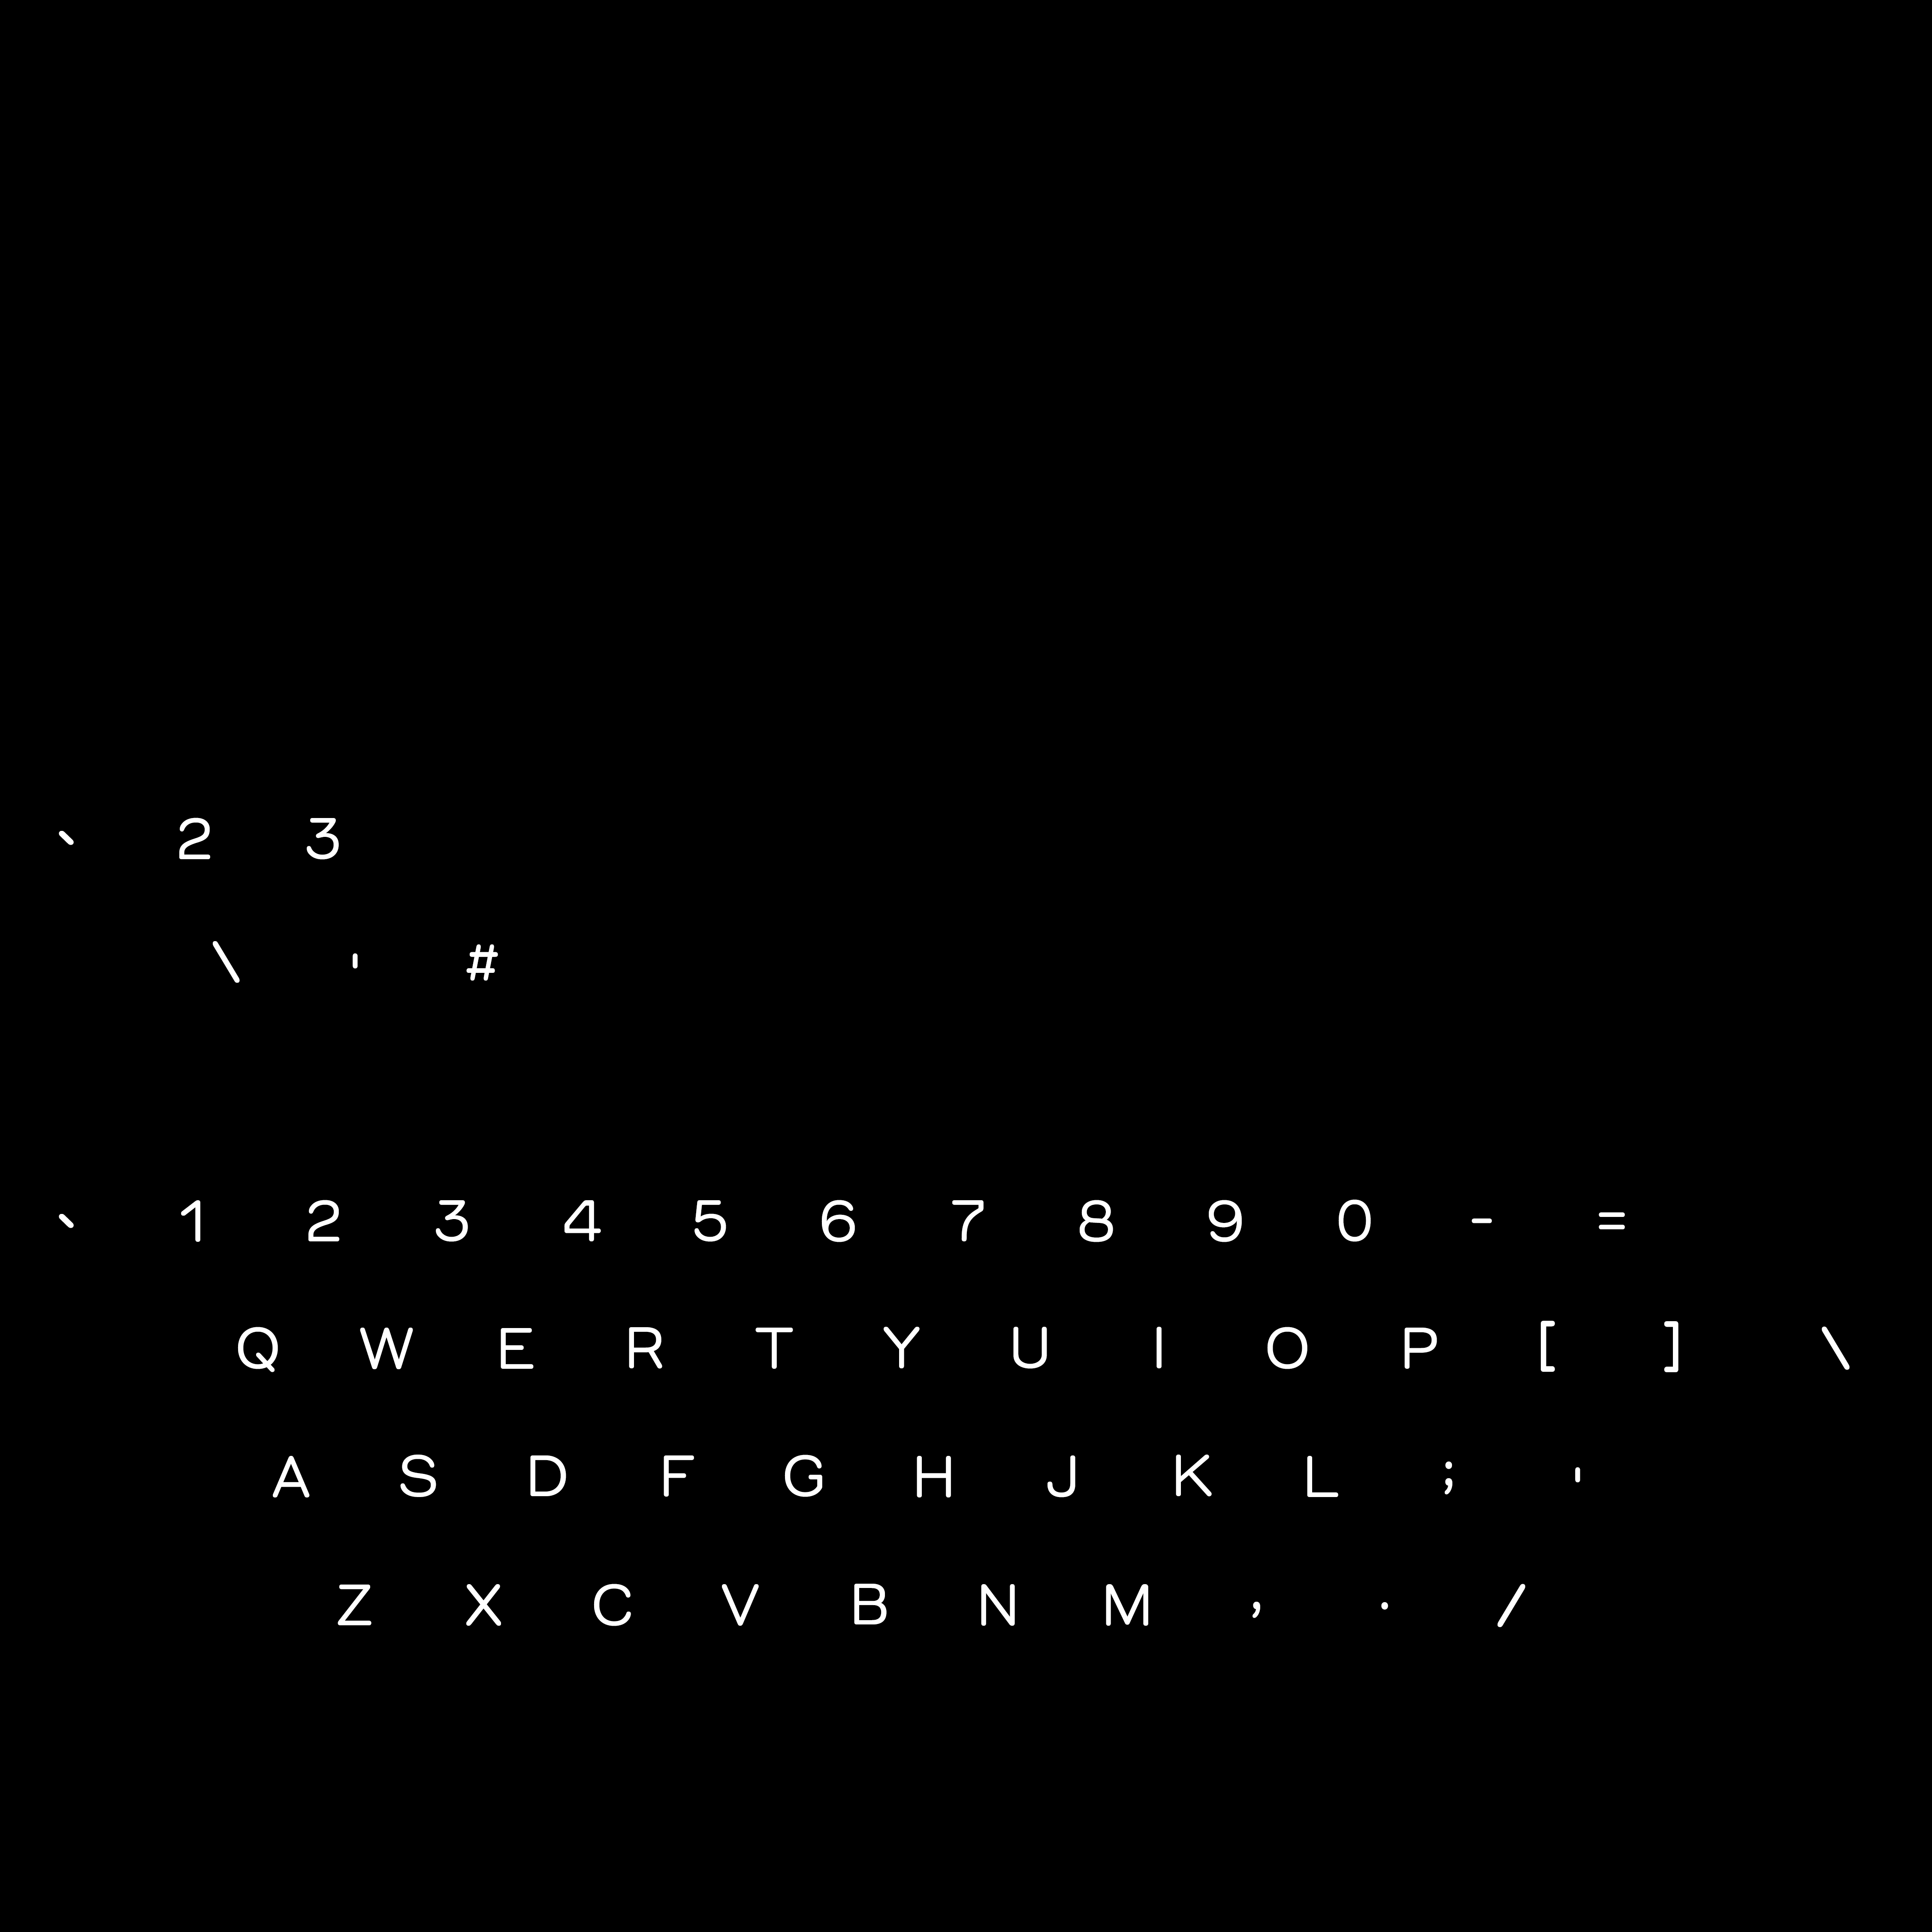 ` 2 3
\ ' #
` 1 2 3 4 5 6 7 8 9 0 - =
Q W E R T Y U I O P [ ] \
A S D F G H J K L ; '
Z X C V B N M , . /